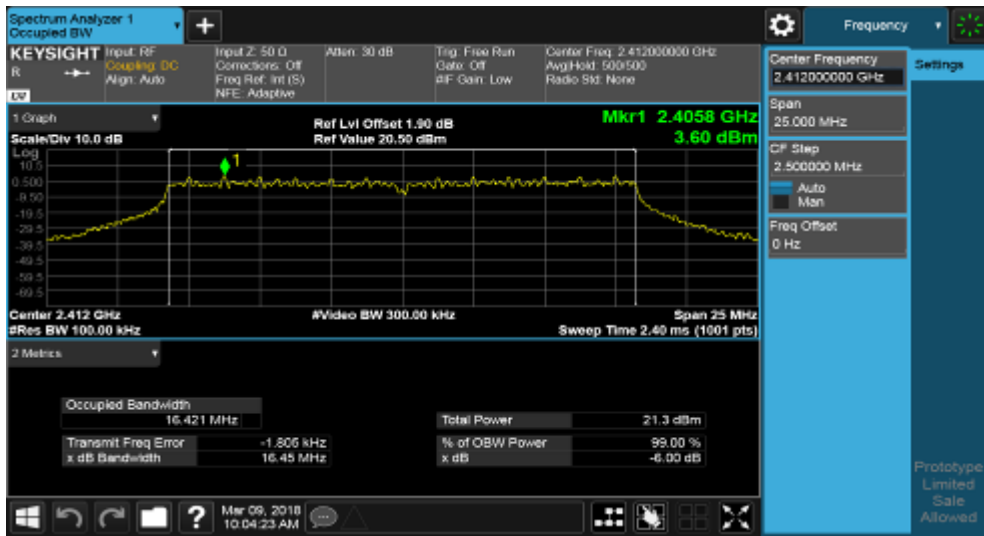 Spectrum Analyzer 1
Occupied BW
+
Frequency
KEYSIGHT
R
Input: RF
Coupling: DC
Align: Auto
Input Z: 50 Ω
Corrections: Off
Freq Ref: Int (S)
NFE: Adaptive
Atten: 30 dB
Trig: Free Run
Gate: Off
#IF Gain: Low
Center Freq: 2.412000000 GHz
Avg|Hold: 500/500
Radio Std: None
1 Graph
Scale/Div 10.0 dB
Ref Lvl Offset 1.90 dB
Ref Value 20.50 dBm
Mkr1 2.4058 GHz
3.60 dBm
Log
10.5
0.500
-9.50
-19.5
-29.5
-39.5
-49.5
-59.5
-69.5
1
Center 2.412 GHz
#Res BW 100.00 kHz
#Video BW 300.00 kHz
Span 25 MHz
Sweep Time 2.40 ms (1001 pts)
2 Metrics
Occupied Bandwidth
16.421 MHz
Transmit Freq Error -1.805 kHz
x dB Bandwidth 16.45 MHz
Total Power 21.3 dBm
% of OBW Power 99.00 %
x dB -6.00 dB
?
Mar 09, 2018
10:04:23 AM
Center Frequency
2.412000000 GHz
Span
25.000 MHz
CF Step
2.500000 MHz
Auto
Man
Freq Offset
0 Hz
Settings
Prototype
Limited
Sale
Allowed